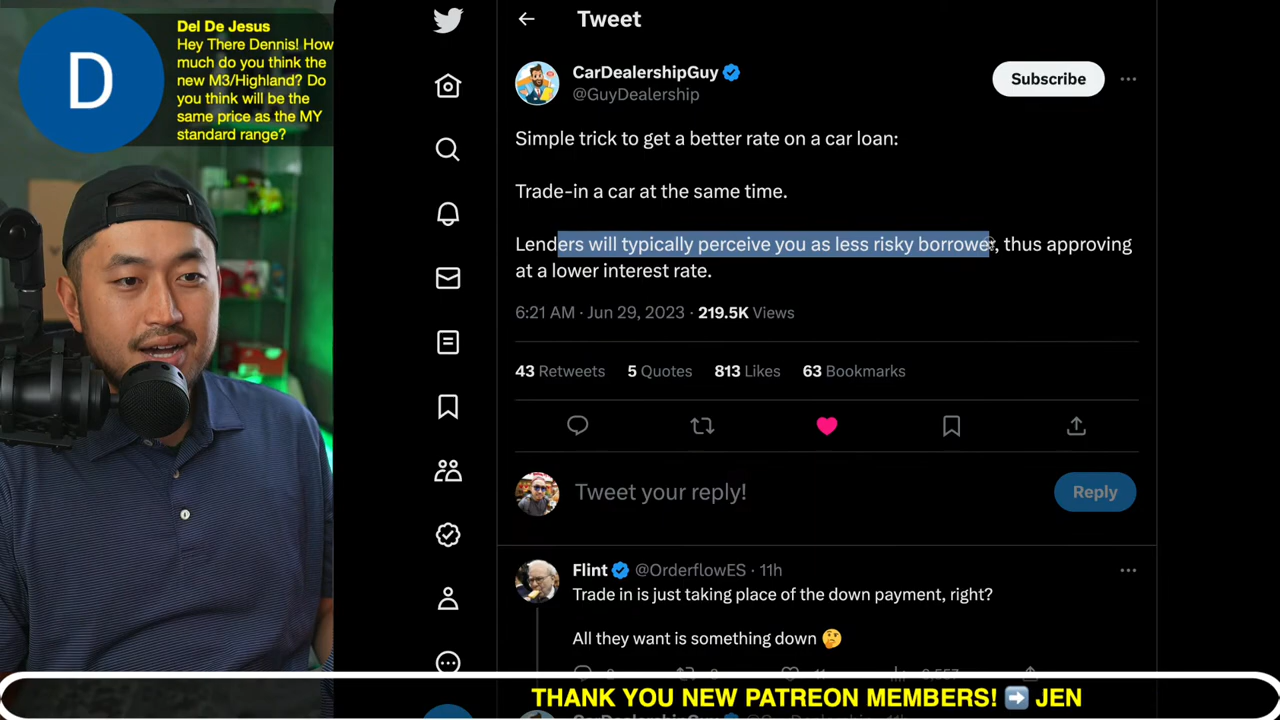 Del De Jesus
Hey There Dennis! How
much do you think the
new M3/Highland? Do
you think will be the
same price as the MY
standard range?
D
Tweet
CarDealershipGuy
@GuyDealership
Subscribe
Simple trick to get a better rate on a car loan:
Trade-in a car at the same time.
Lenders will typically perceive you as less risky borrower, thus approving
at a lower interest rate.
6:21 AM · Jun 29, 2023 · 219.5K Views
43 Retweets 5 Quotes 813 Likes 63 Bookmarks
Tweet your reply!
Reply
Flint @OrderflowES · 11h
Trade in is just taking place of the down payment, right?
All they want is something down 🤔
THANK YOU NEW PATREON MEMBERS! ➡️ JEN